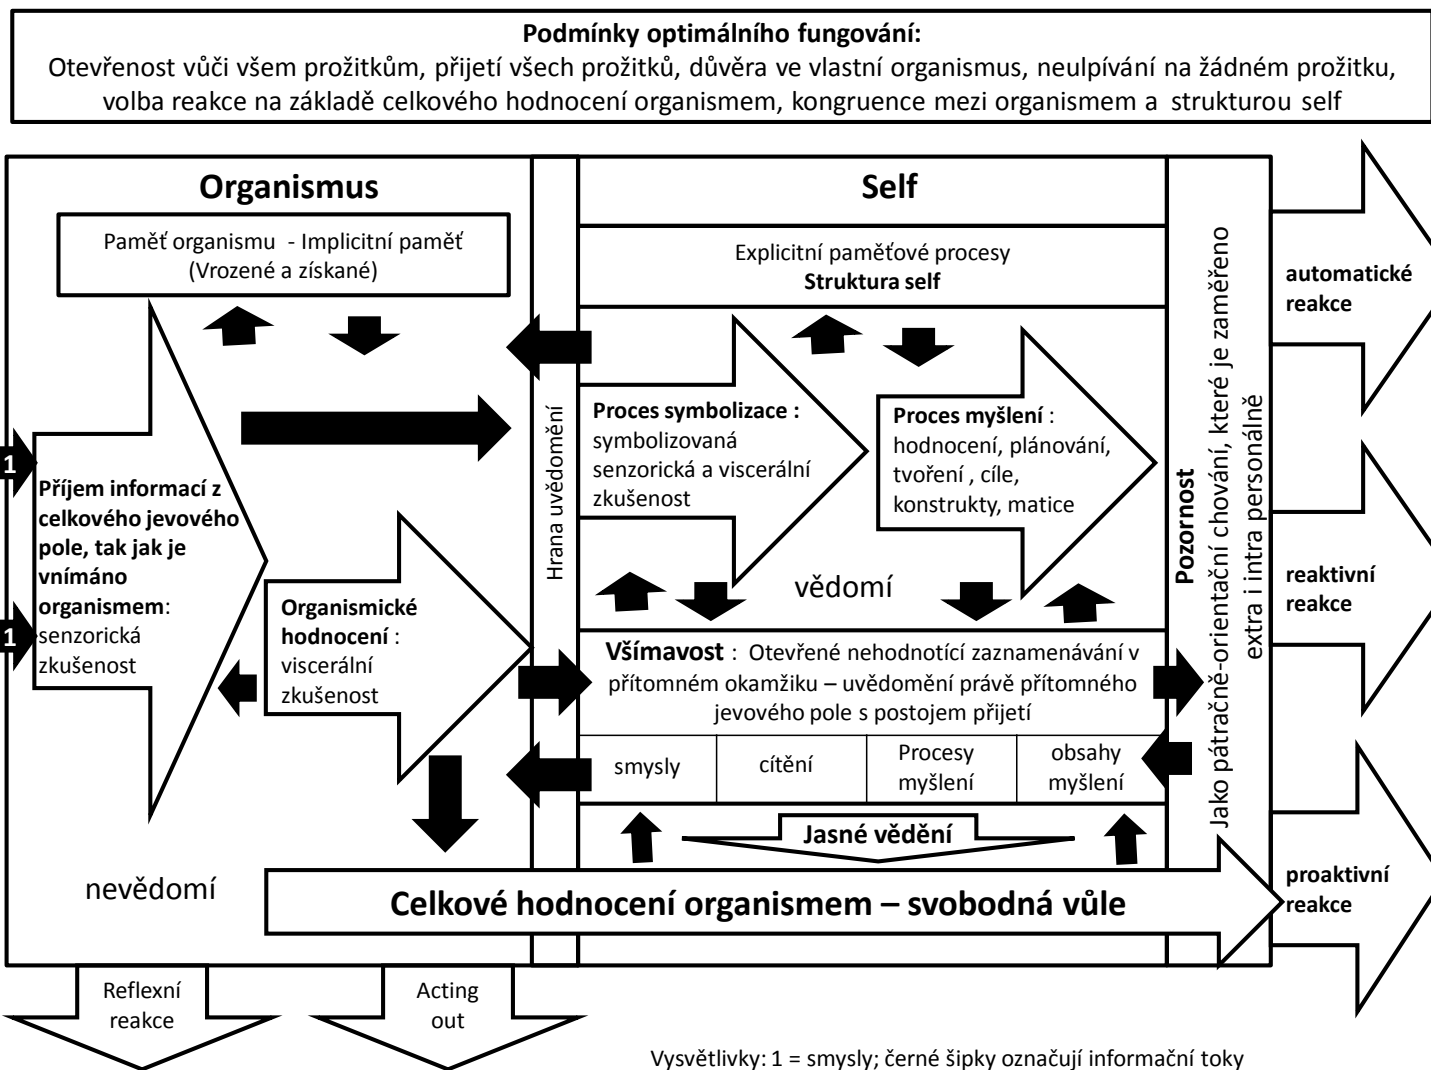 Podmínky optimálního fungování:
Otevřenost vůči všem prožitkům, přijetí všech prožitků, důvěra ve vlastní organismus, neulpívání na žádném prožitku,
volba reakce na základě celkového hodnocení organismem, kongruence mezi organismem a strukturou self
Organismus
Paměť organismu - Implicitní paměť
(Vrozené a získané)
1
1
Příjem informací z
celkového jevového
pole, tak jak je
vnímáno
organismem:
senzorická
zkušenost
Organismické
hodnocení :
viscerální
zkušenost
nevědomí
Hrana uvědomění
Self
Explicitní paměťové procesy
Struktura self
Proces symbolizace :
symbolizovaná
senzorická a viscerální
zkušenost
Proces myšlení :
hodnocení, plánování,
tvoření , cíle,
konstrukty, matice
vědomí
Všímavost : Otevřené nehodnotící zaznamenávání v
přítomném okamžiku – uvědomění právě přítomného
jevového pole s postojem přijetí
smysly
cítění
Procesy
myšlení
obsahy
myšlení
Jasné vědění
Celkové hodnocení organismem – svobodná vůle
Pozornost
Jako pátračně-orientační chování, které je zaměřeno
extra i intra personálně
automatické
reakce
reaktivní
reakce
proaktivní
reakce
Reflexní
reakce
Acting
out
Vysvětlivky: 1 = smysly; černé šipky označují informační toky